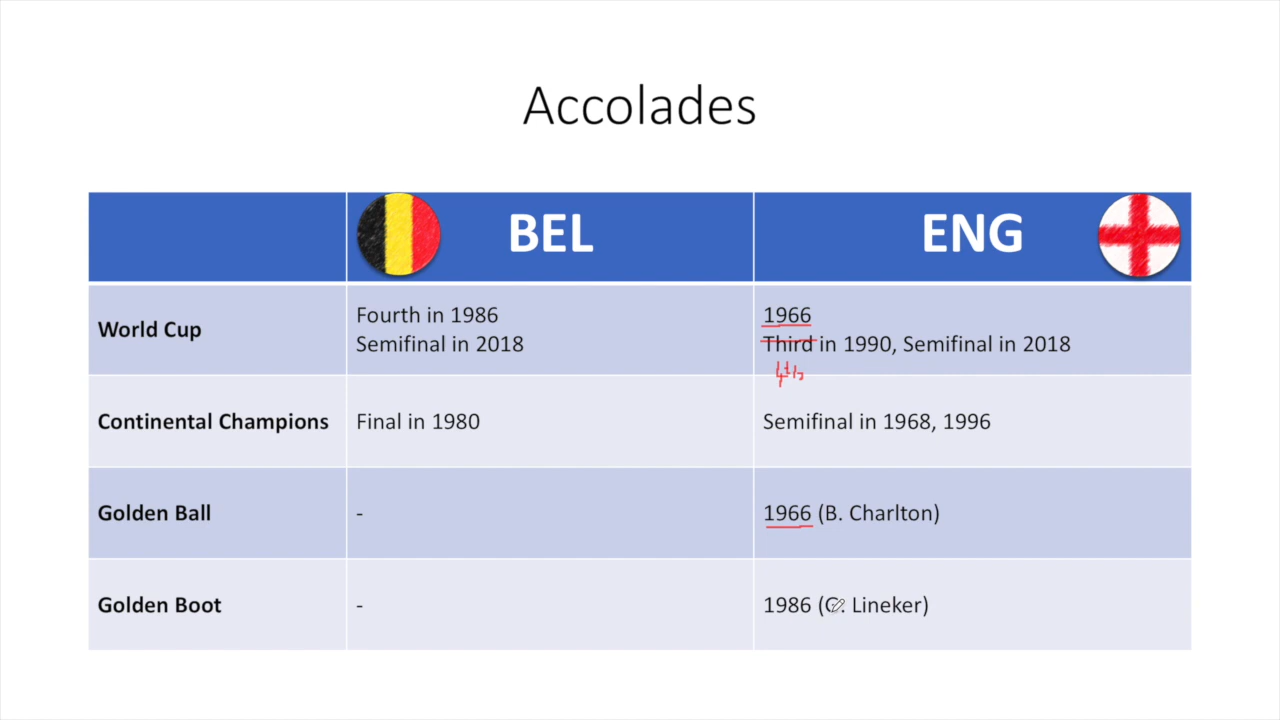 Accolades
BEL ENG
World Cup
Fourth in 1986
Semifinal in 2018
1966
Third in 1990, Semifinal in 2018
4th
Continental Champions
Final in 1980
Semifinal in 1968, 1996
Golden Ball
-
1966 (B. Charlton)
Golden Boot
-
1986 (G. Lineker)